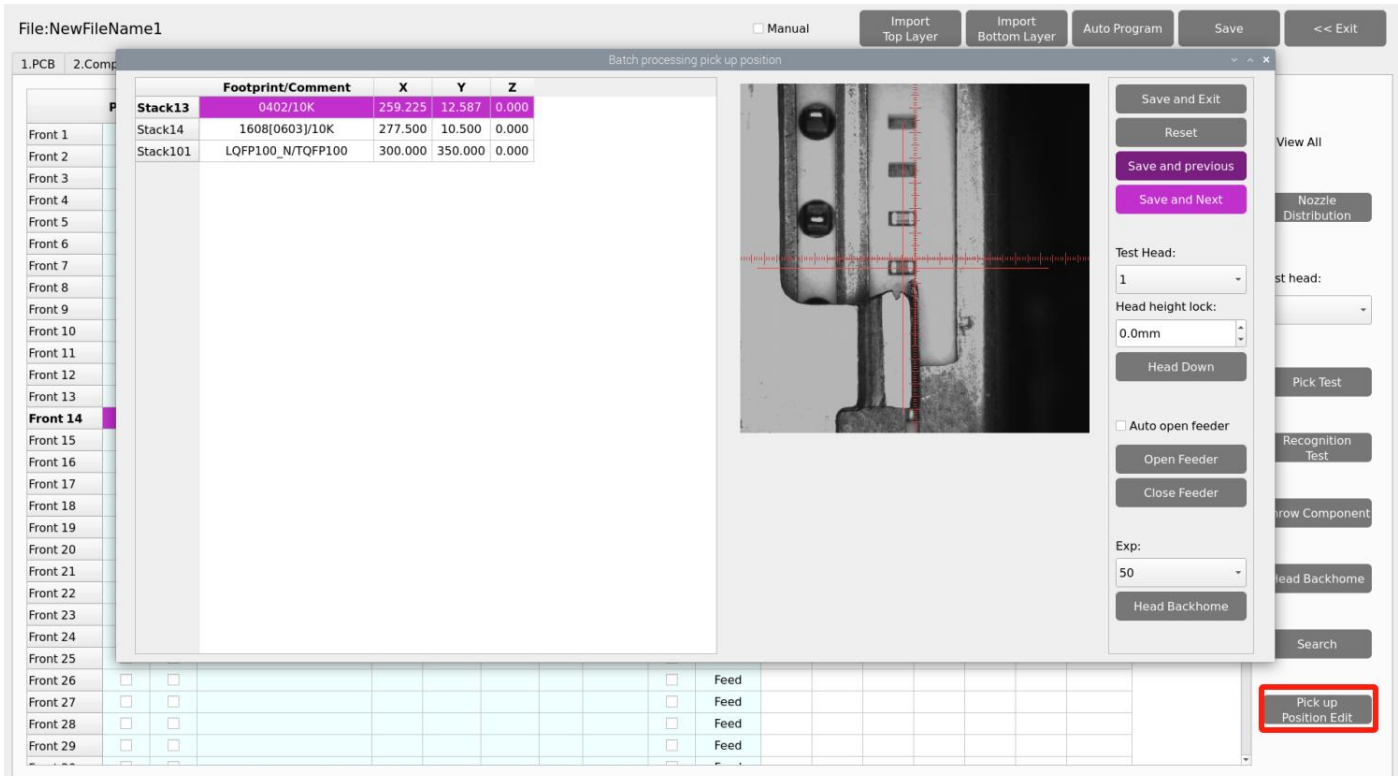 File:NewFileName1
Manual
Import
Top Layer
Import
Bottom Layer
Auto Program
Save
<< Exit
1.PCB
2.Comp
Batch processing pick up position
Footprint/Comment X Y Z
Stack13 0402/10K 259.225 12.587 0.000
Stack14 1608[0603]/10K 277.500 10.500 0.000
Stack101 LQFP100_N/TQFP100 300.000 350.000 0.000
Save and Exit
Reset
Save and previous
Save and Next
Test Head:
1
Head height lock:
0.0mm
Head Down
Auto open feeder
Open Feeder
Close Feeder
Exp:
50
Head Backhome
P
Front 1
Front 2
Front 3
Front 4
Front 5
Front 6
Front 7
Front 8
Front 9
Front 10
Front 11
Front 12
Front 13
Front 14
Front 15
Front 16
Front 17
Front 18
Front 19
Front 20
Front 21
Front 22
Front 23
Front 24
Front 25
Front 26 Feed
Front 27 Feed
Front 28 Feed
Front 29 Feed
View All
Nozzle
Distribution
st head:
Pick Test
Recognition
Test
hrow Component
Head Backhome
Search
Pick up
Position Edit